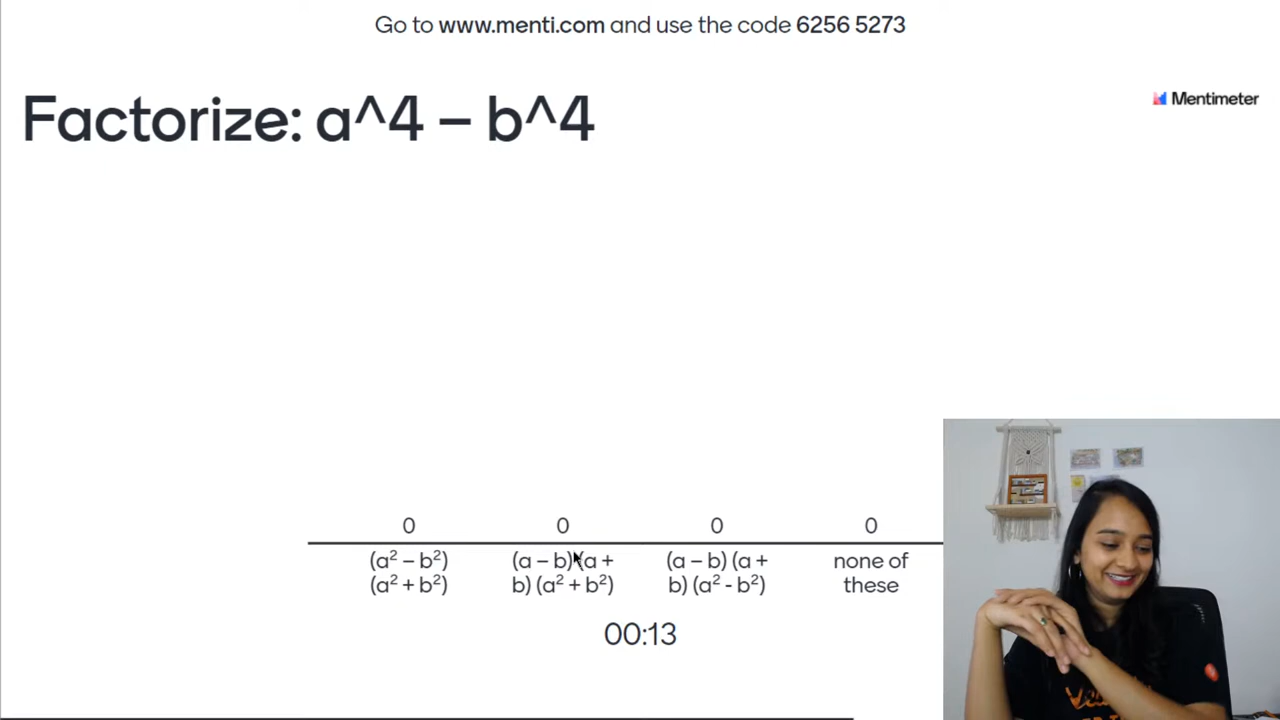 Go to www.menti.com and use the code 6256 5273
Factorize: a^4 – b^4
Mentimeter
0
0
0
0
(a² – b²)
(a² + b²)
(a – b) (a +
b) (a² + b²)
(a – b) (a +
b) (a² - b²)
none of
these
00:13